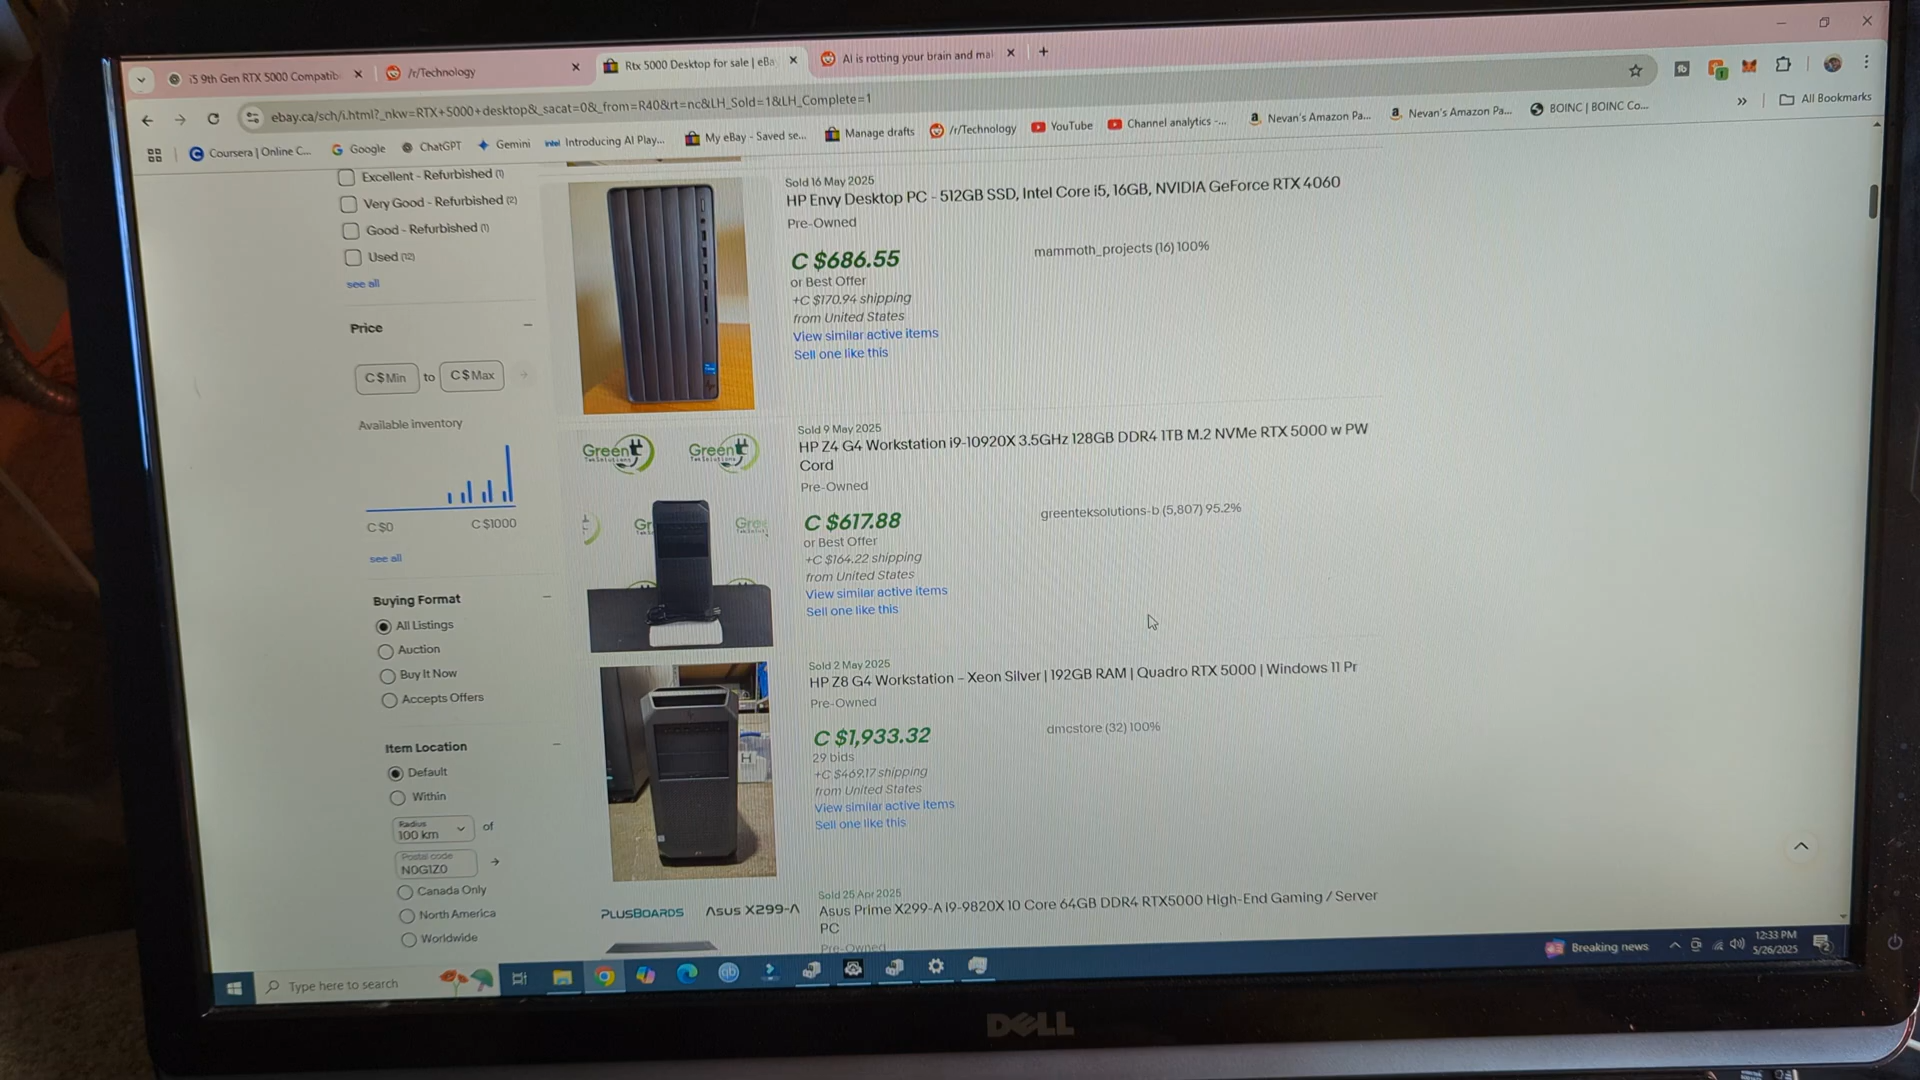 i5 9th Gen RTX 5000 Compatib
/r/Technology
Rtx 5000 Desktop for sale | eBa
AI is rotting your brain and mal
ebay.ca/sch/i.html?_nkw=RTX+5000+desktop&_sacat=0&_from=R40&rt=nc&LH_Sold=1&LH_Complete=1
Coursera | Online C...
Google
ChatGPT
Gemini
intel Introducing AI Play...
My eBay - Saved se...
Manage drafts
/r/Technology
YouTube
Channel analytics -...
Nevan's Amazon Pa...
Nevan's Amazon Pa...
BOINC | BOINC Co...
All Bookmarks
Excellent - Refurbished (1)
Very Good - Refurbished (2)
Good - Refurbished (1)
Used (12)
see all
Price
C $ Min to C $ Max
Available inventory
C $0 C $1000
see all
Buying Format
All Listings
Auction
Buy It Now
Accepts Offers
Item Location
Default
Within
Radius
100 km of
Postal code
N0G1Z0
Canada Only
North America
Worldwide
Sold 16 May 2025
HP Envy Desktop PC - 512GB SSD, Intel Core i5, 16GB, NVIDIA GeForce RTX 4060
Pre-Owned
C $686.55
mammoth_projects (16) 100%
or Best Offer
+C $170.94 shipping
from United States
View similar active items
Sell one like this
Green
Green
Sold 9 May 2025
HP Z4 G4 Workstation i9-10920X 3.5GHz 128GB DDR4 1TB M.2 NVMe RTX 5000 w PW
Cord
Pre-Owned
C $617.88
greenteksolutions-b (5,807) 95.2%
or Best Offer
+C $164.22 shipping
from United States
View similar active items
Sell one like this
Sold 2 May 2025
HP Z8 G4 Workstation – Xeon Silver | 192GB RAM | Quadro RTX 5000 | Windows 11 Pr
Pre-Owned
C $1,933.32
dmcstore (32) 100%
29 bids
+C $469.17 shipping
from United States
View similar active items
Sell one like this
PLUSBOARDS ASUS X299-A
Sold 25 Apr 2025
Asus Prime X299-A I9-9820X 10 Core 64GB DDR4 RTX5000 High-End Gaming / Server
PC
Pre-Owned
Type here to search
Breaking news
12:33 PM
5/26/2025
2
DELL